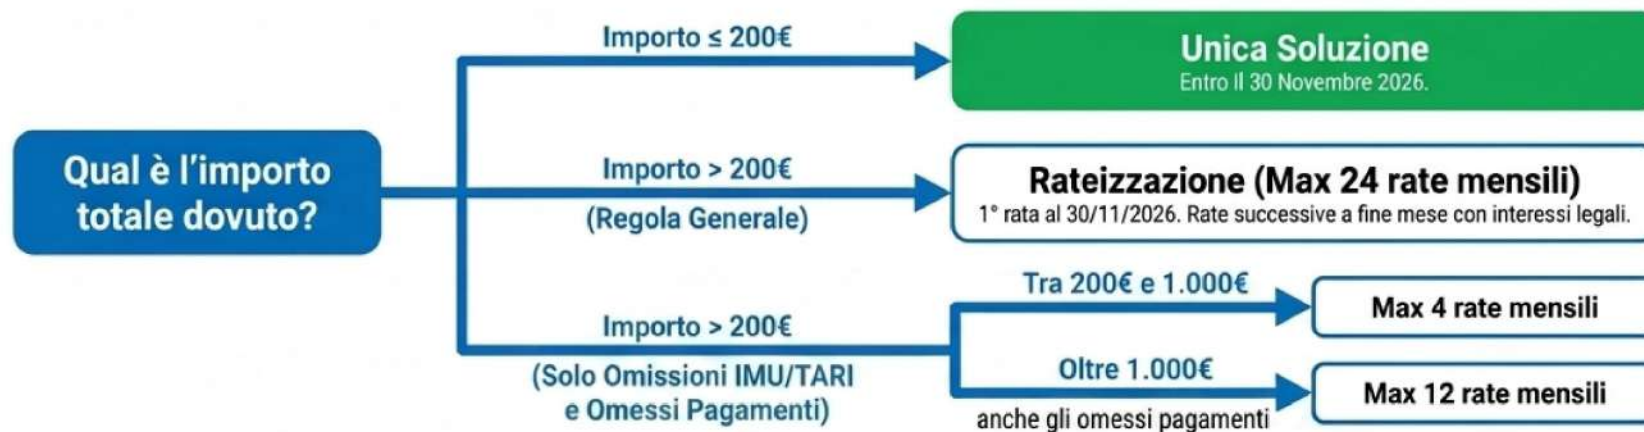 Qual è l'importo
totale dovuto?
Importo ≤ 200€
Unica Soluzione
Entro Il 30 Novembre 2026.
Importo > 200€
(Regola Generale)
Rateizzazione (Max 24 rate mensili)
1° rata al 30/11/2026. Rate successive a fine mese con interessi legali.
Importo > 200€
(Solo Omissioni IMU/TARI
e Omessi Pagamenti)
Tra 200€ e 1.000€
Max 4 rate mensili
Oltre 1.000€
anche gli omessi pagamenti
Max 12 rate mensili